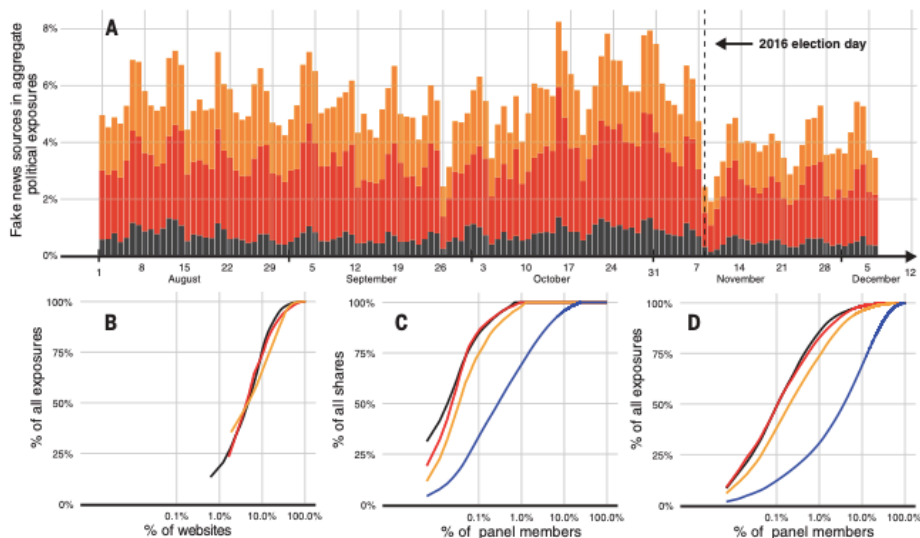 A
Fake news sources in aggregate
political exposures
8%
6%
4%
2%
0%
2016 election day
1 8 15 22 29 5 12 19 26 3 10 17 24 31 7 14 21 28 5 12
August September October November December
B
% of all exposures
100%
75%
50%
25%
0%
0.1% 1.0% 10.0% 100.0%
% of websites
C
% of all shares
100%
75%
50%
25%
0%
0.1% 1.0% 10.0% 100.0%
% of panel members
D
% of all exposures
100%
75%
50%
25%
0%
0.1% 1.0% 10.0% 100.0%
% of panel members